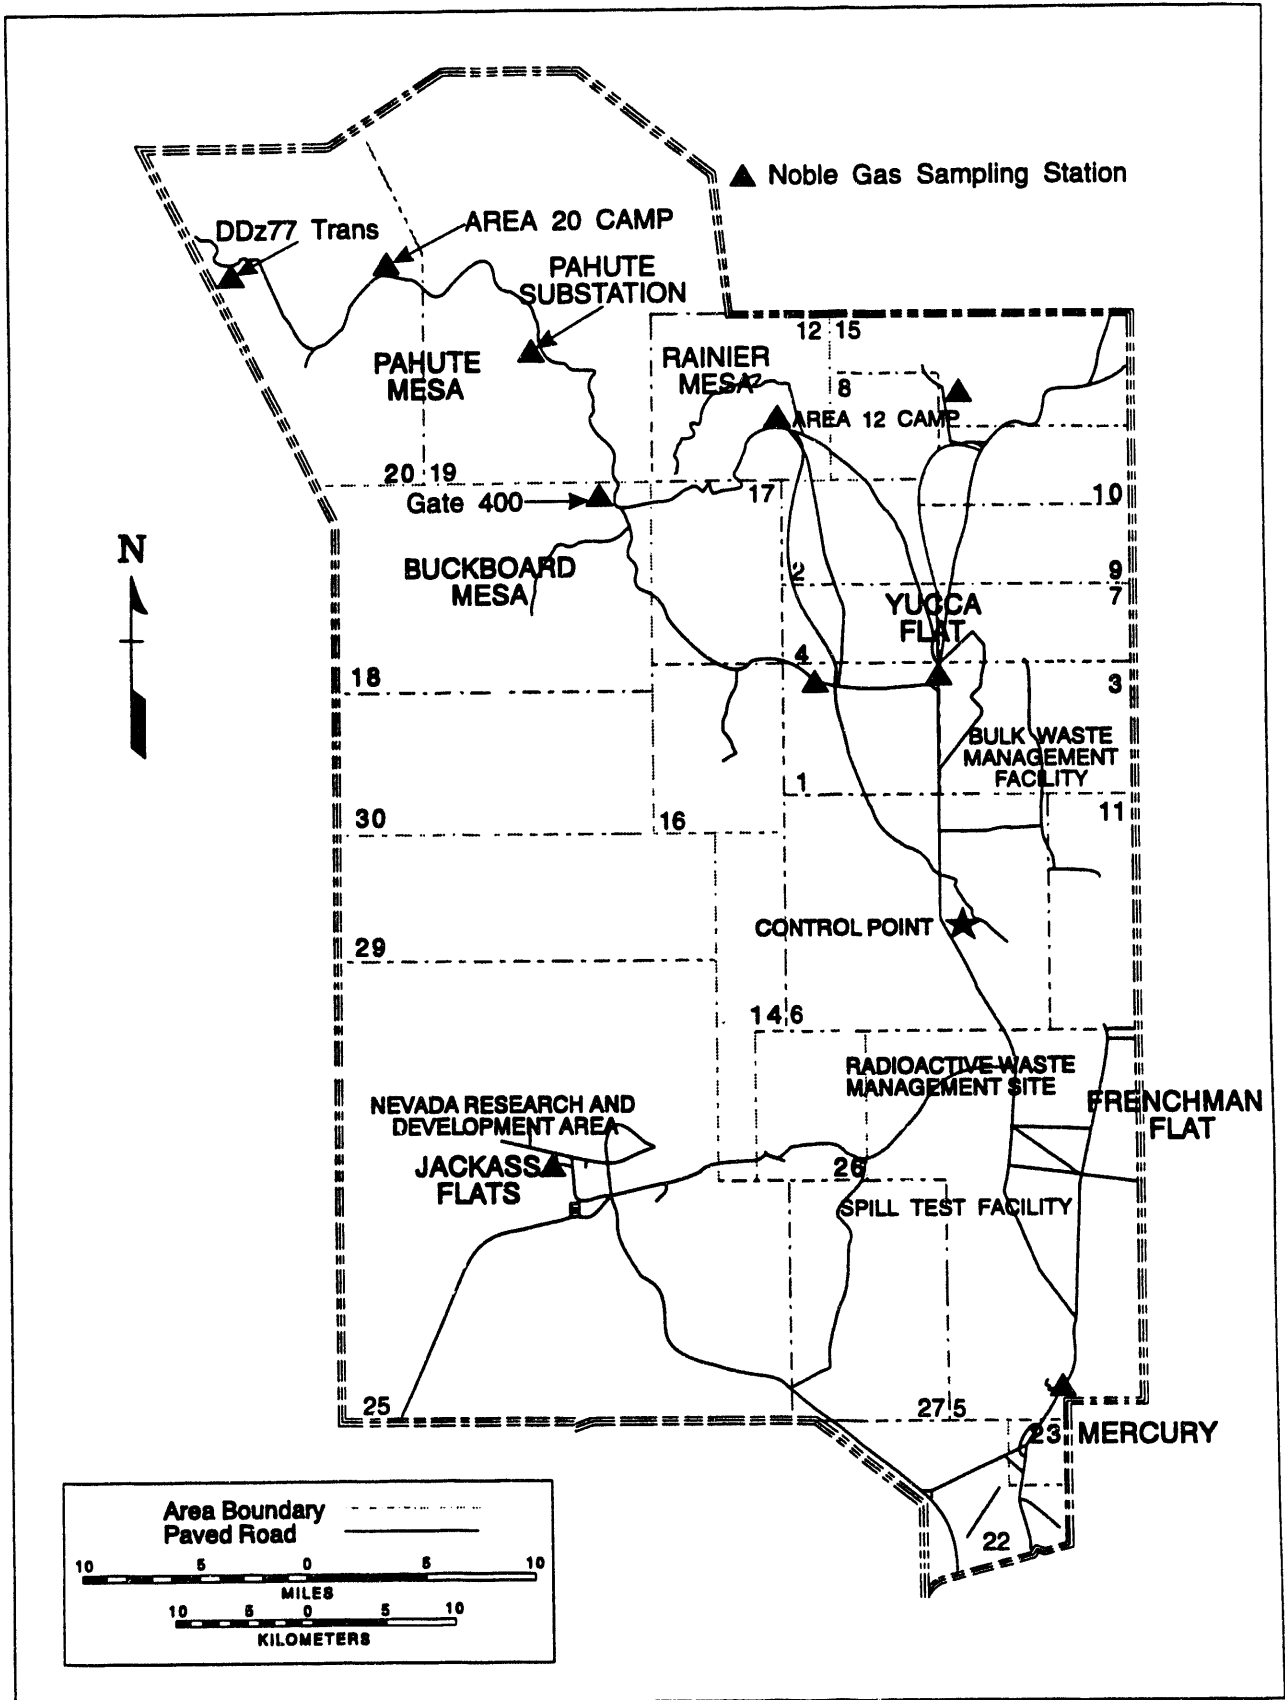 Noble Gas Sampling Station
DDz77 Trans
AREA 20 CAMP
PAHUTE
SUBSTATION
12 15
RAINIER
MESA
PAHUTE
MESA
8
AREA 12 CAMP
20 19
Gate 400
17
10
N
BUCKBOARD
MESA
2
9
7
YUCCA
FLAT
4
18
3
BULK WASTE
MANAGEMENT
FACILITY
1
11
30
16
CONTROL POINT
29
14 6
RADIOACTIVE WASTE
MANAGEMENT SITE
NEVADA RESEARCH AND
DEVELOPMENT AREA
FRENCHMAN
FLAT
JACKASS
FLATS
26
SPILL TEST FACILITY
25
27 5
23 MERCURY
22
Area Boundary
Paved Road
10 5 0 5 10
MILES
10 5 0 5 10
KILOMETERS